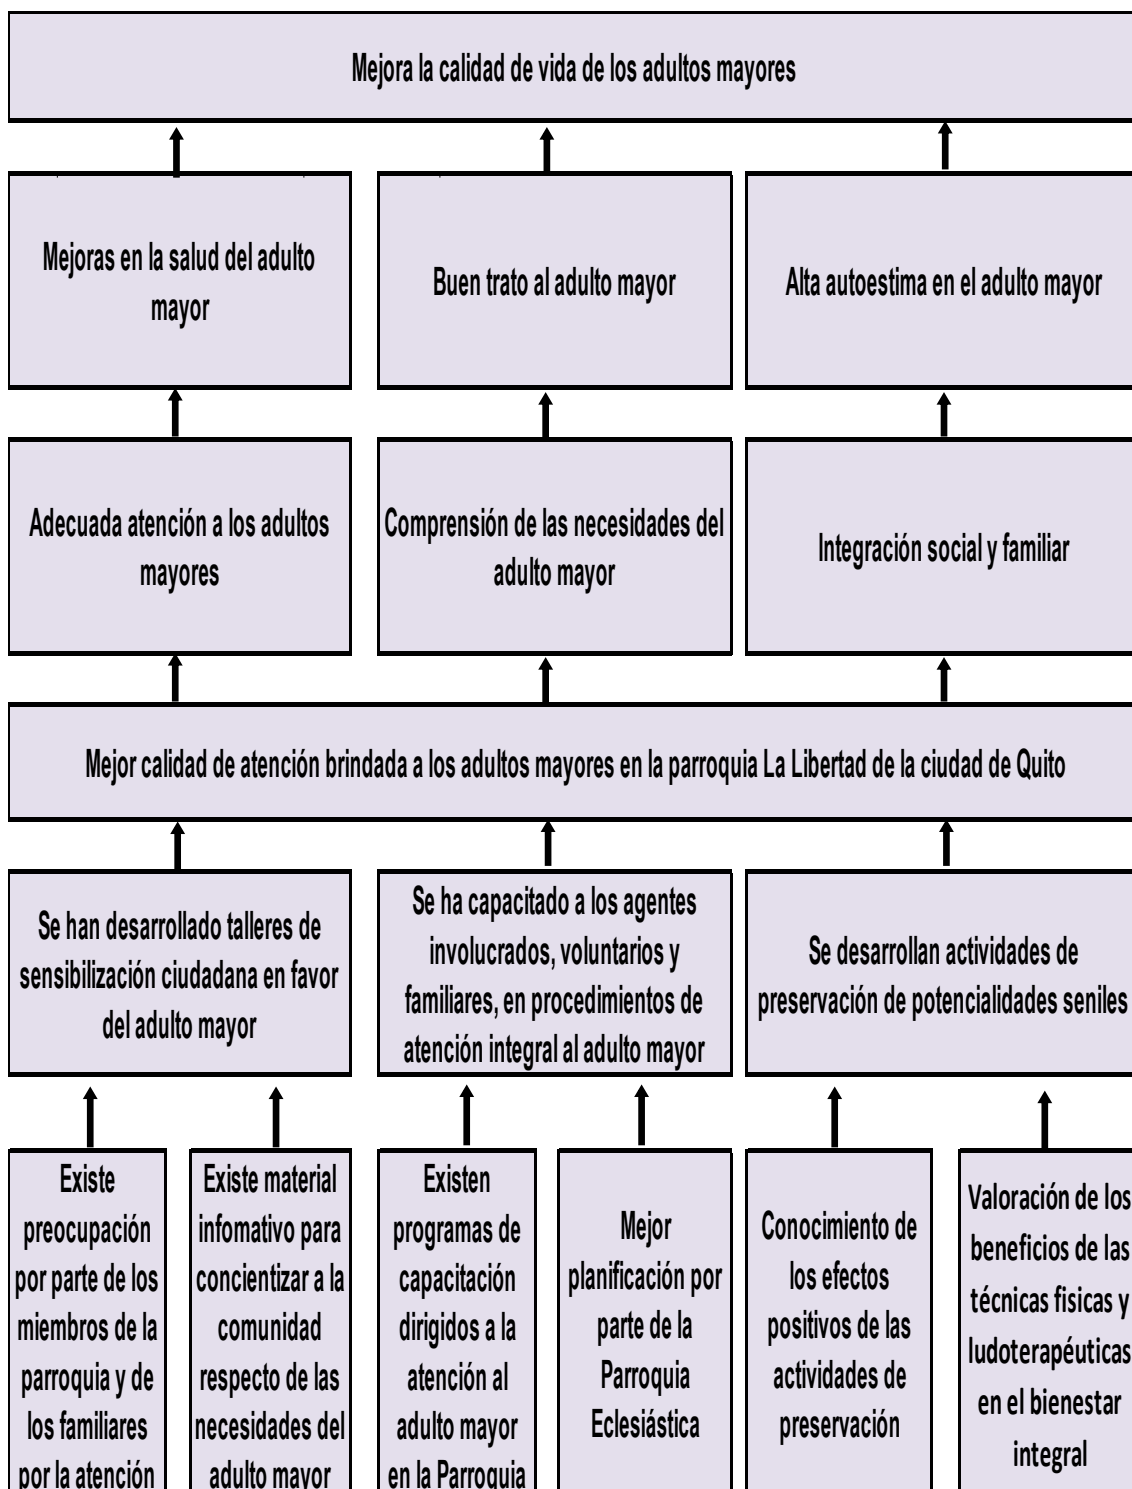 Mejora la calidad de vida de los adultos mayores
Mejoras en la salud del adulto
mayor
Buen trato al adulto mayor
Alta autoestima en el adulto mayor
Adecuada atención a los adultos
mayores
Comprensión de las necesidades del
adulto mayor
Integración social y familiar
Mejor calidad de atención brindada a los adultos mayores en la parroquia La Libertad de la ciudad de Quito
Se han desarrollado talleres de
sensibilización ciudadana en favor
del adulto mayor
Se ha capacitado a los agentes
involucrados, voluntarios y
familiares, en procedimientos de
atención integral al adulto mayor
Se desarrollan actividades de
preservación de potencialidades seniles
Existe
preocupación
por parte de los
miembros de la
parroquia y de
los familiares
por la atención
Existe material
infomativo para
concientizar a la
comunidad
respecto de las
necesidades del
adulto mayor
Existen
programas de
capacitación
dirigidos a la
atención al
adulto mayor
en la Parroquia
Mejor
planificación por
parte de la
Parroquia
Eclesiástica
Conocimiento de
los efectos
positivos de las
actividades de
preservación
Valoración de los
beneficios de las
técnicas fisicas y
ludoterapéuticas
en el bienestar
integral